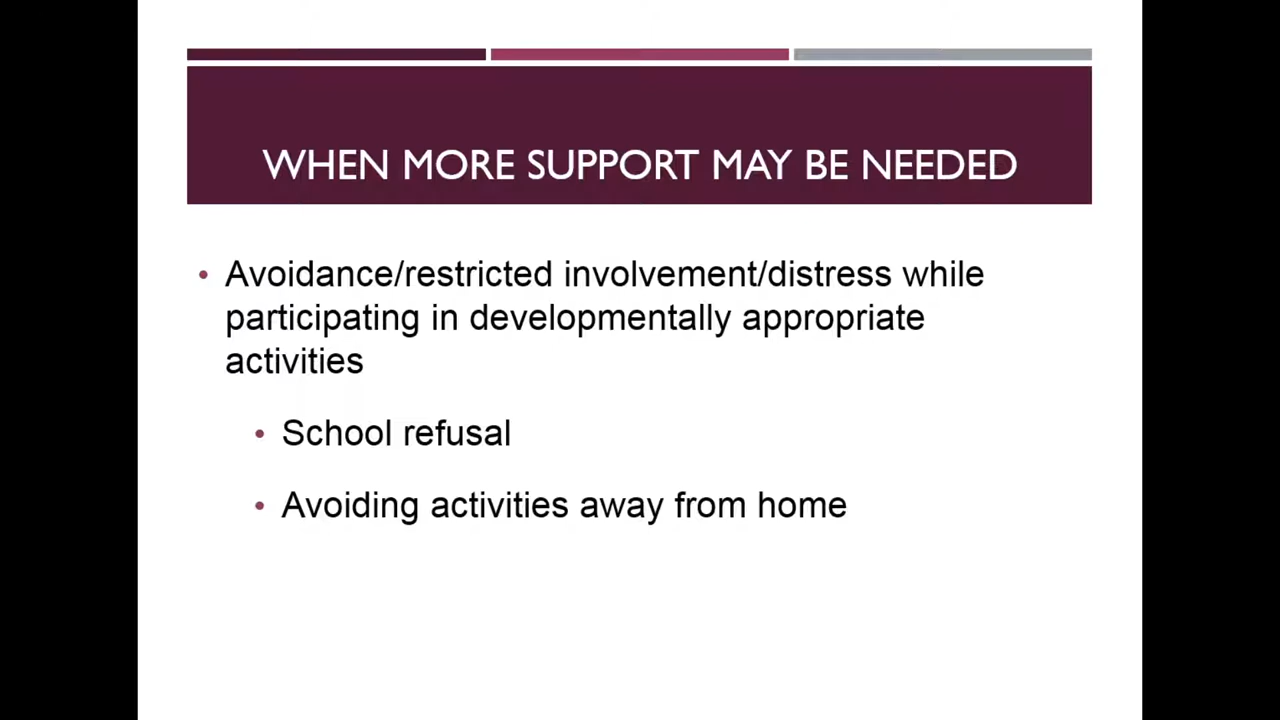 WHEN MORE SUPPORT MAY BE NEEDED
• Avoidance/restricted involvement/distress while
participating in developmentally appropriate
activities
• School refusal
• Avoiding activities away from home